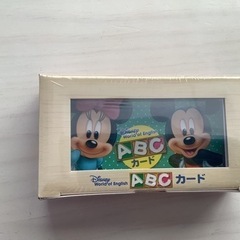 Disney
World of English
ABC
カード
Disney
World of English
ABC カード